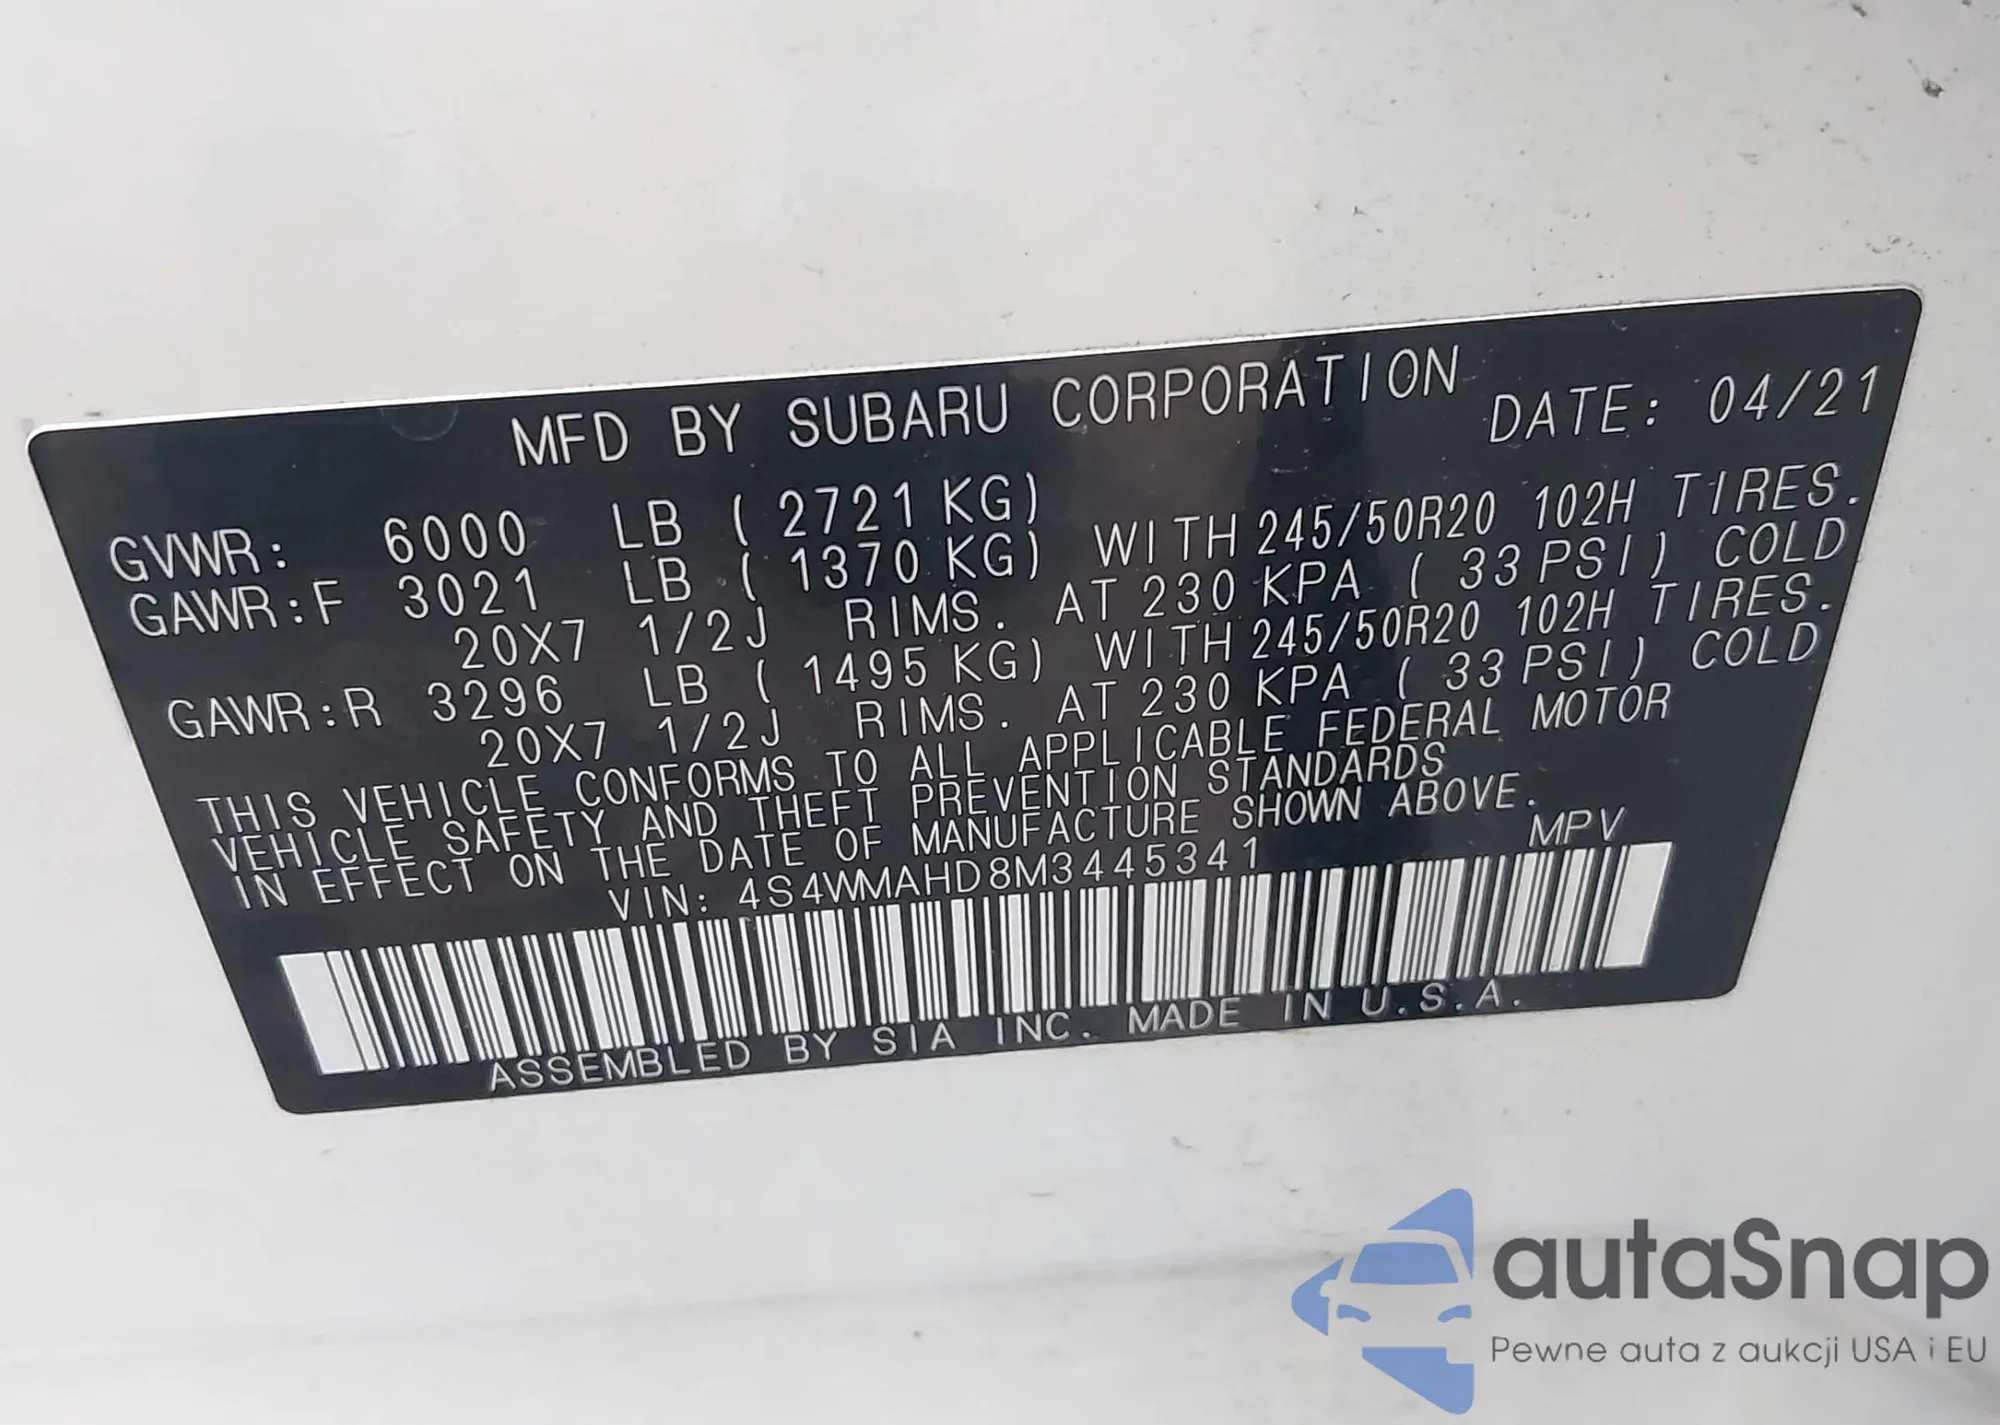 MFD BY SUBARU CORPORATION DATE: 04/21
GVWR: 6000 LB ( 2721 KG)
GAWR:F 3021 LB ( 1370 KG) WITH 245/50R20 102H TIRES.
20X7 1/2J RIMS. AT 230 KPA ( 33 PSI) COLD
GAWR:R 3296 LB ( 1495 KG) WITH 245/50R20 102H TIRES.
20X7 1/2J RIMS. AT 230 KPA ( 33 PSI) COLD
THIS VEHICLE CONFORMS TO ALL APPLICABLE FEDERAL MOTOR
VEHICLE SAFETY AND THEFT PREVENTION STANDARDS
IN EFFECT ON THE DATE OF MANUFACTURE SHOWN ABOVE.
VIN: 4S4WMAHD8M3445341 MPV
ASSEMBLED BY SIA INC. MADE IN U.S.A.
autaSnap
Pewne auta z aukcji USA i EU